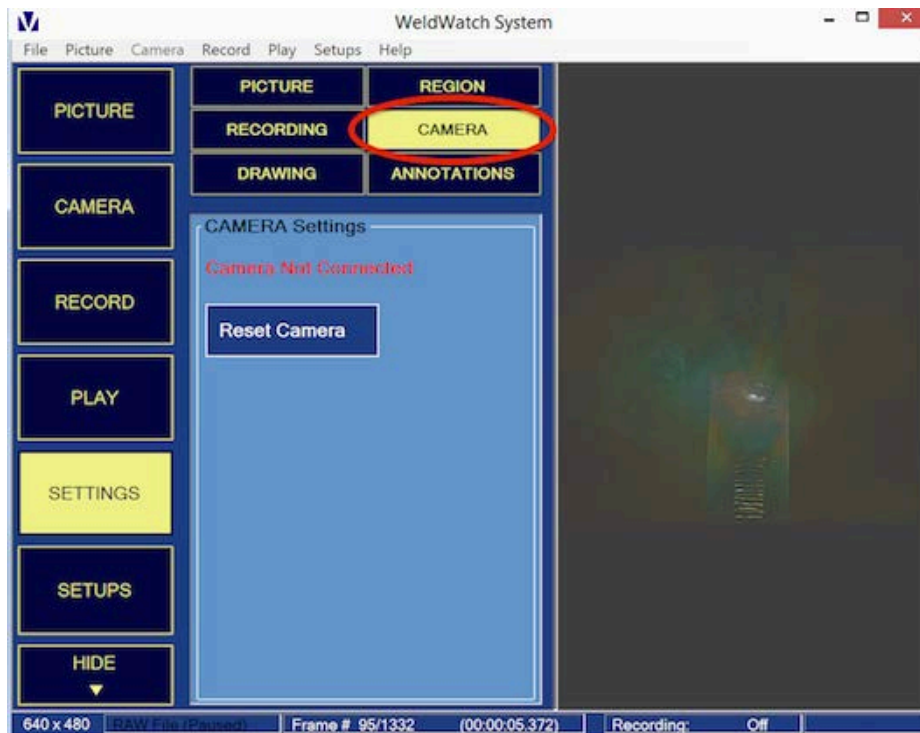 WeldWatch System
File Picture Camera Record Play Setups Help
PICTURE
CAMERA
RECORD
PLAY
SETTINGS
SETUPS
HIDE
PICTURE REGION
RECORDING CAMERA
DRAWING ANNOTATIONS
CAMERA Settings
Camera Not Connected
Reset Camera
640 x 480 RAW File (Paused) Frame # 95/1332 (00:00:05.372) Recording: Off